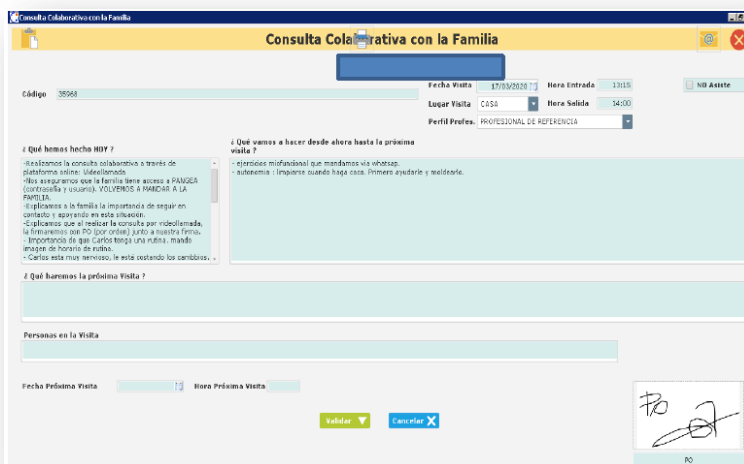 Consulta Colaborativa con la Familia
Consulta Colaborativa con la Familia
Fecha Visita 17/03/2020 Hora Entrada 13:15 NO Asiste
Código 35968
Lugar Visita CASA Hora Salida 14:00
Perfil Profes. PROFESIONAL DE REFERENCIA
¿ Qué hemos hecho HOY ?
-Realizamos la consulta colaborativa a través de
plataforma online: Videollamada.
-Nos aseguramos que la familia tiene acceso a PANGEA
(contraseña y usuario). VOLVEMOS A MANDAR A LA
FAMILIA.
-Explicamos a la familia la importancia de seguir en
contacto y apoyando en esta situación.
-Explicamos que al realizar la consulta por videollamada,
la firmaremos con PO (por orden) junto a nuestra firma.
- Importancia de que Carlos tenga una rutina. mando
imagen de horario de rutina.
- Carlos esta muy nervioso, le está costando los cambios,
¿ Qué vamos a hacer desde ahora hasta la próxima
visita ?
- ejercicios miofuncional que mandamos via whatsap.
- autonomia : limpiarse cuando haga caca. Primero ayudarle y moldearle.
¿ Qué haremos la próxima Visita ?
Personas en la Visita
Fecha Próxima Visita Hora Próxima Visita
Validar Cancelar
Po
PO